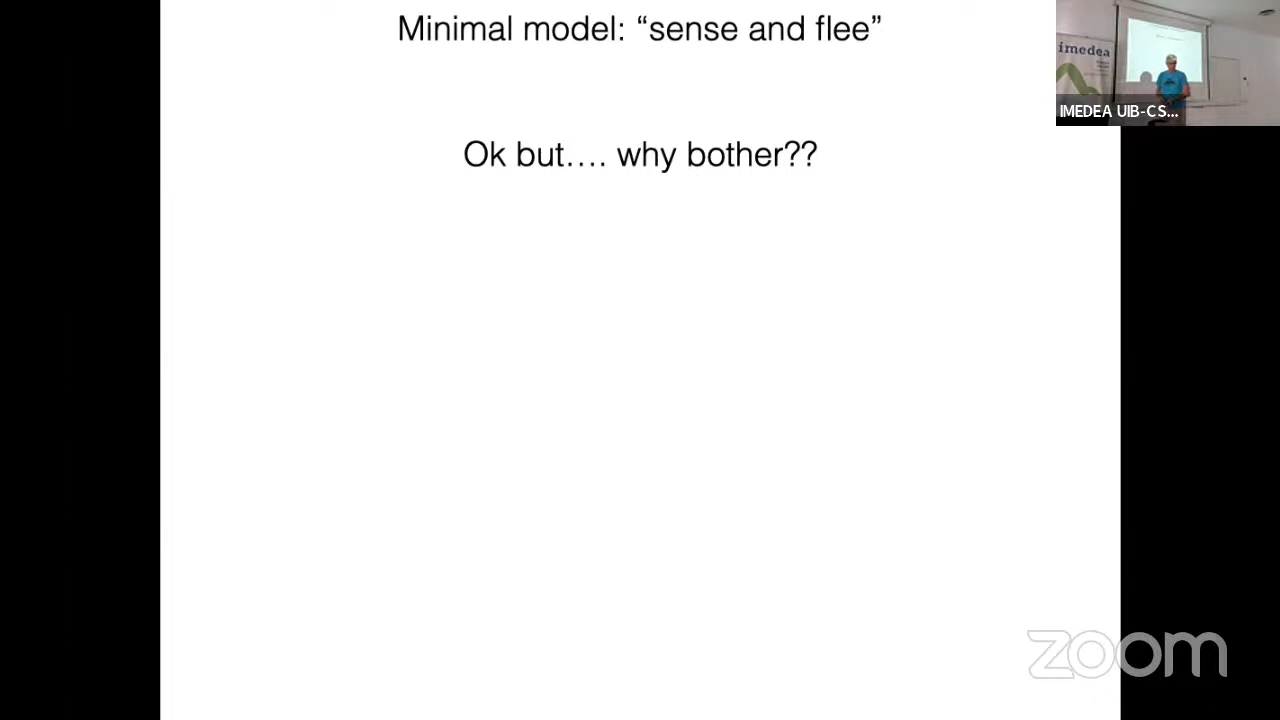 Minimal model: “sense and flee”
imedea
IMEDEA UIB-CS...
Ok but.... why bother??
zoom